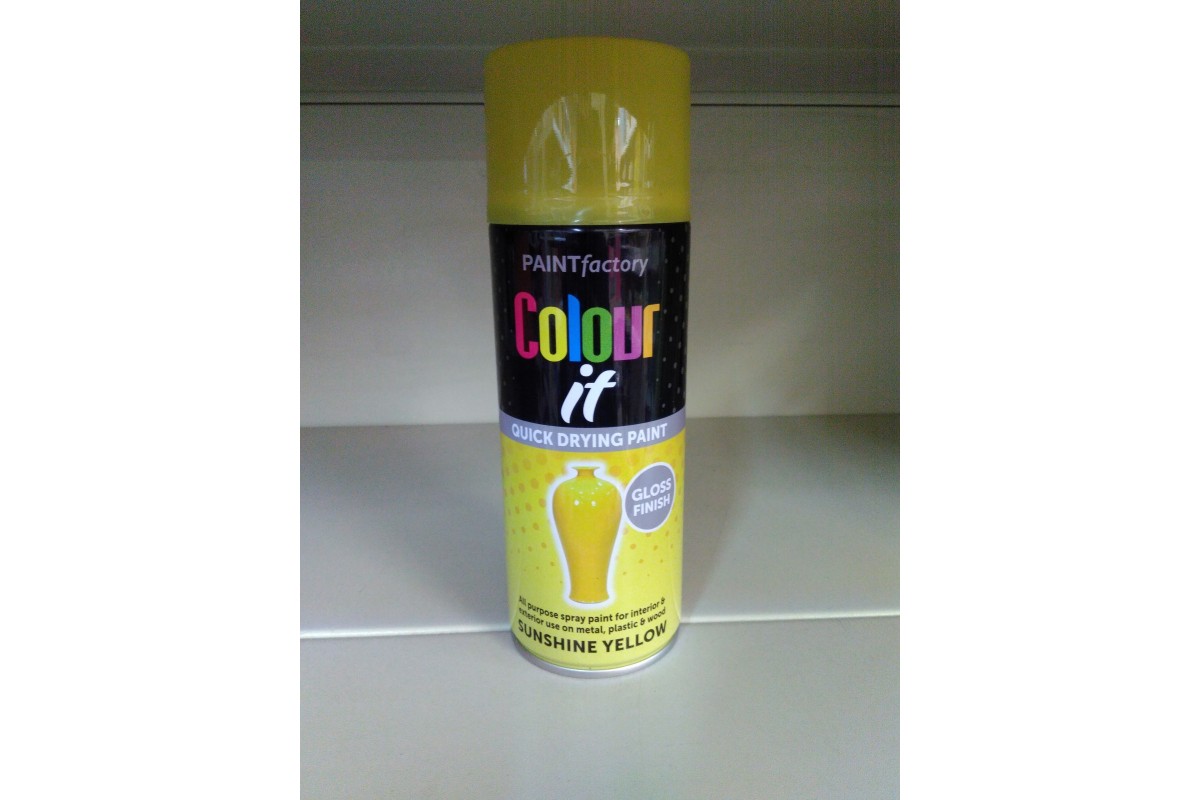 PAINTfactory
Colour
it
QUICK DRYING PAINT
GLOSS
FINISH
All purpose spray paint for interior &
exterior use on metal, plastic & wood
SUNSHINE YELLOW